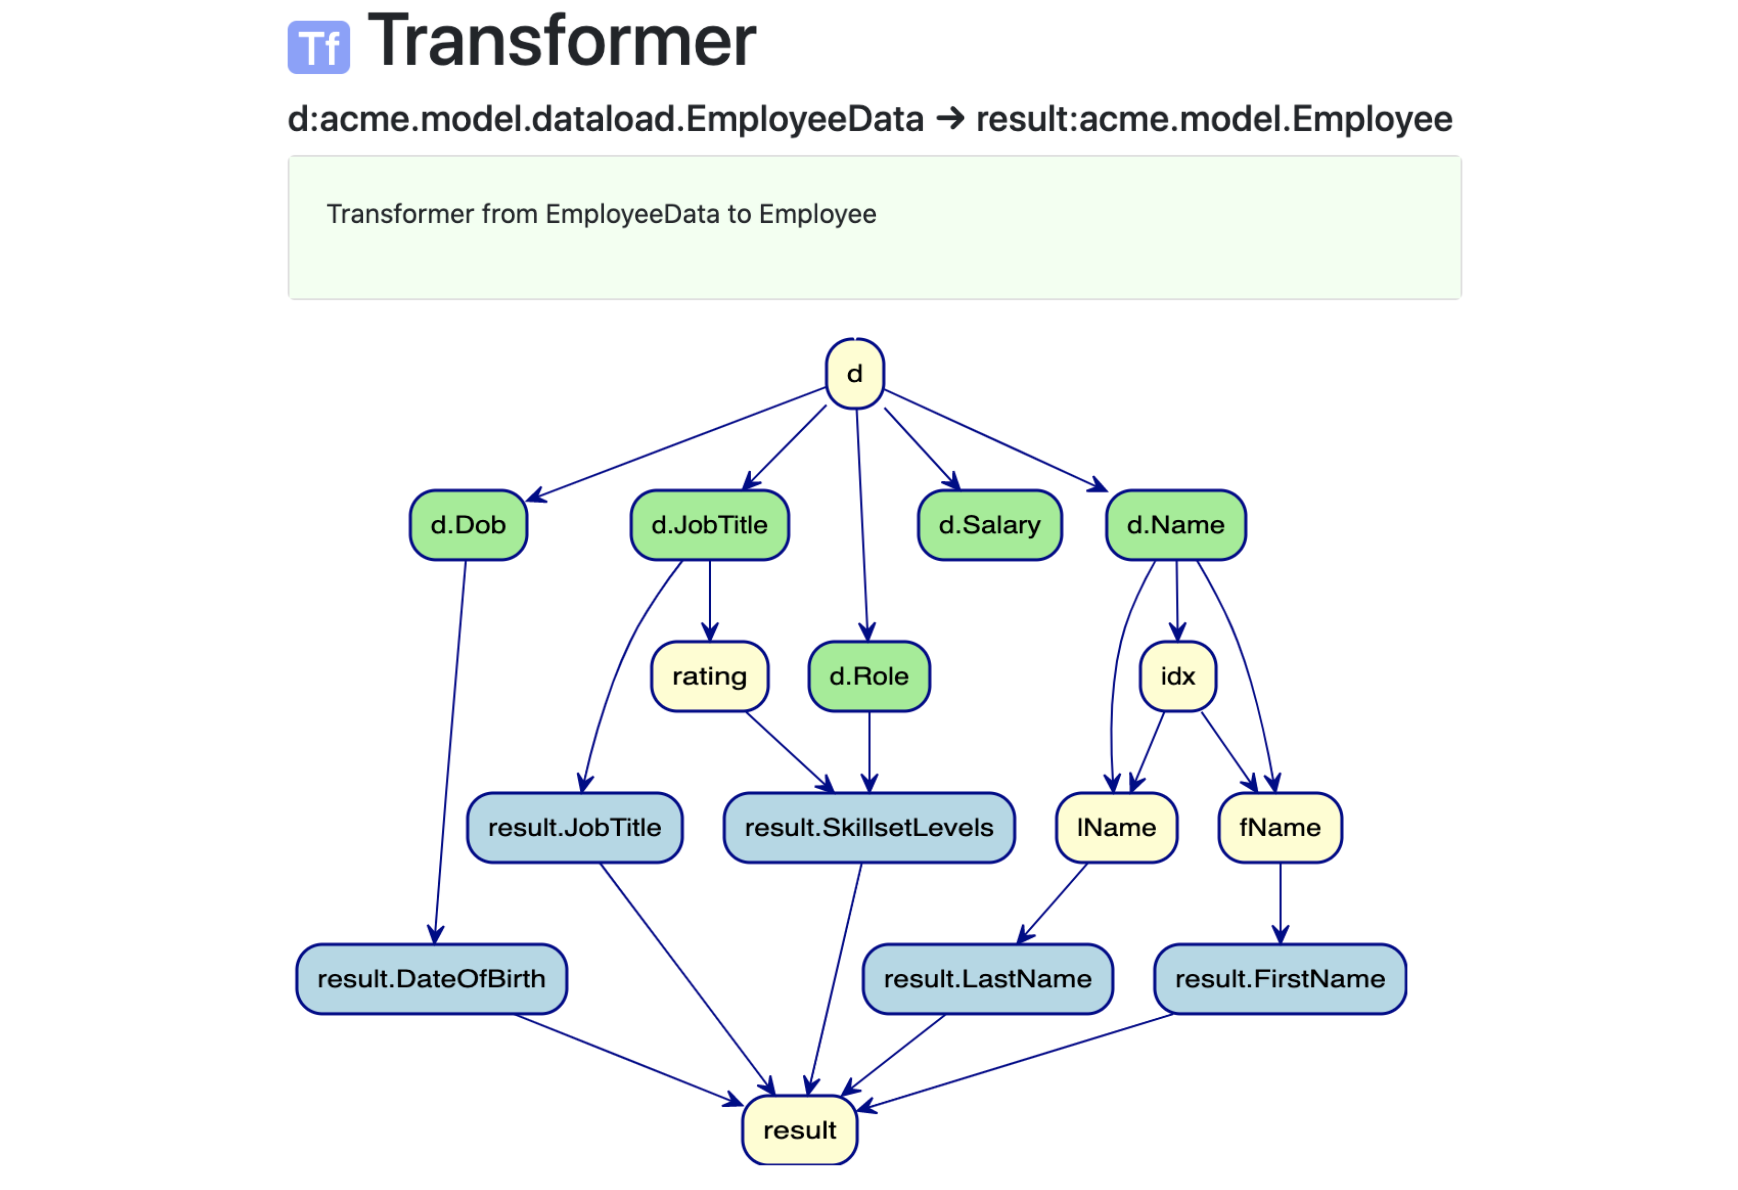 Tf Transformer
d:acme.model.dataload.EmployeeData → result:acme.model.Employee
Transformer from EmployeeData to Employee
d
d.Dob
d.JobTitle
d.Salary
d.Name
rating
d.Role
idx
result.JobTitle
result.SkillsetLevels
lName
fName
result.DateOfBirth
result.LastName
result.FirstName
result